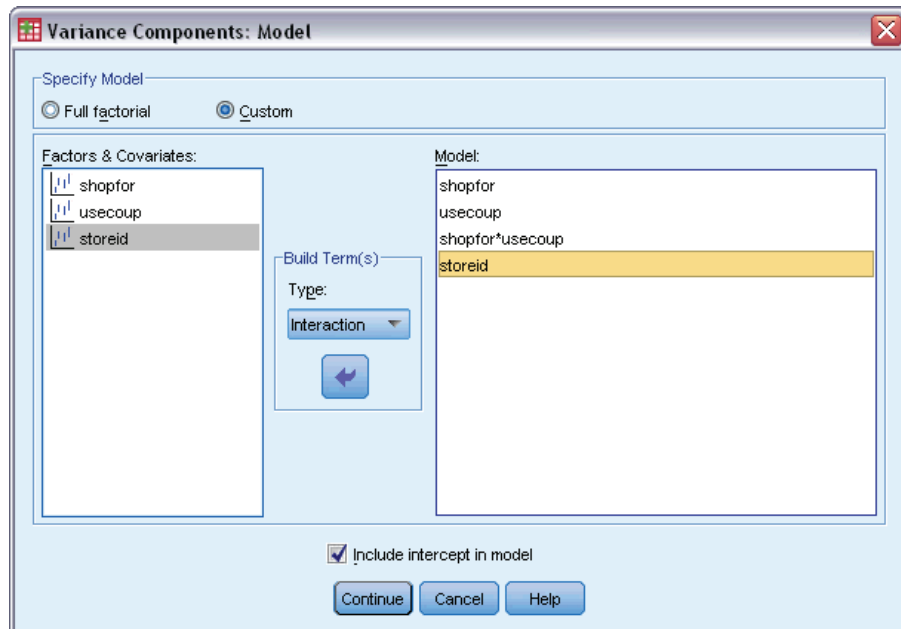 Variance Components: Model
Specify Model
Full factorial
Custom
Factors & Covariates:
shopfor
usecoup
storeid
Build Term(s)
Type:
Interaction
Model:
shopfor
usecoup
shopfor*usecoup
storeid
Include intercept in model
Continue
Cancel
Help